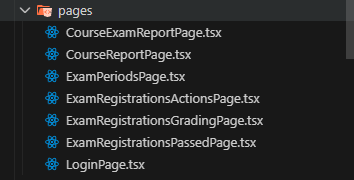 pages
CourseExamReportPage.tsx
CourseReportPage.tsx
ExamPeriodsPage.tsx
ExamRegistrationsActionsPage.tsx
ExamRegistrationsGradingPage.tsx
ExamRegistrationsPassedPage.tsx
LoginPage.tsx